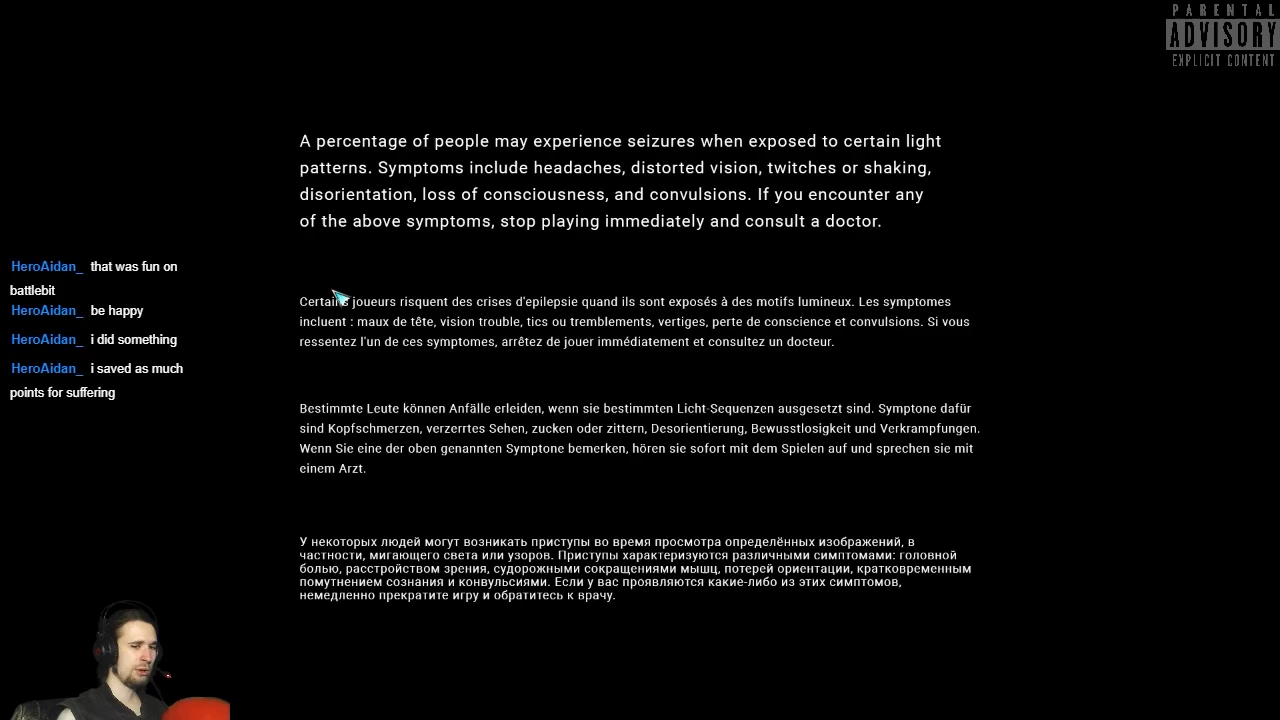 PARENTAL
ADVISORY
EXPLICIT CONTENT
A percentage of people may experience seizures when exposed to certain light
patterns. Symptoms include headaches, distorted vision, twitches or shaking,
disorientation, loss of consciousness, and convulsions. If you encounter any
of the above symptoms, stop playing immediately and consult a doctor.
HeroAidan_ that was fun on
battlebit
HeroAidan_ be happy
HeroAidan_ i did something
HeroAidan_ i saved as much
points for suffering
Certains joueurs risquent des crises d'epilepsie quand ils sont exposés à des motifs lumineux. Les symptomes
incluent : maux de tête, vision trouble, tics ou tremblements, vertiges, perte de conscience et convulsions. Si vous
ressentez l'un de ces symptomes, arrêtez de jouer immédiatement et consultez un docteur.
Bestimmte Leute können Anfälle erleiden, wenn sie bestimmten Licht-Sequenzen ausgesetzt sind. Symptone dafür
sind Kopfschmerzen, verzerrtes Sehen, zucken oder zittern, Desorientierung, Bewusstlosigkeit und Verkrampfungen.
Wenn Sie eine der oben genannten Symptone bemerken, hören sie sofort mit dem Spielen auf und sprechen sie mit
einem Arzt.
У некоторых людей могут возникать приступы во время просмотра определённых изображений, в
частности, мигающего света или узоров. Приступы характеризуются различными симптомами: головной
болью, расстройством зрения, судорожными сокращениями мышц, потерей ориентации, кратковременным
помутнением сознания и конвульсиями. Если у вас проявляются какие-либо из этих симптомов,
немедленно прекратите игру и обратитесь к врачу.